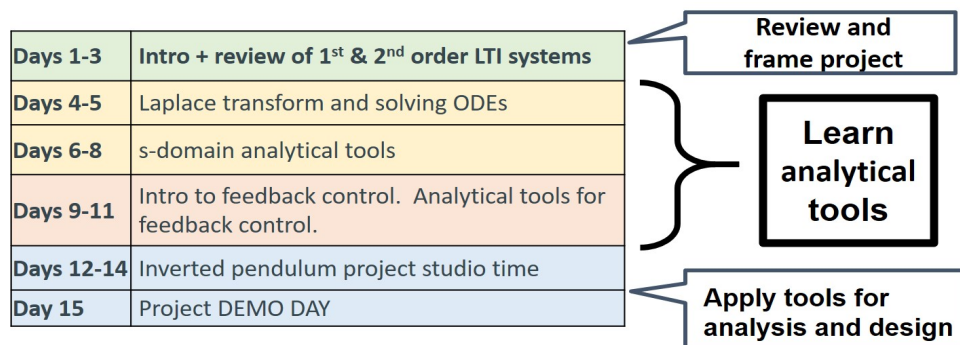 Review and
frame project
Days 1-3 Intro + review of 1st & 2nd order LTI systems
Days 4-5 Laplace transform and solving ODEs
Days 6-8 s-domain analytical tools
Days 9-11 Intro to feedback control. Analytical tools for
feedback control.
Learn
analytical
tools
Days 12-14 Inverted pendulum project studio time
Day 15 Project DEMO DAY
Apply tools for
analysis and design